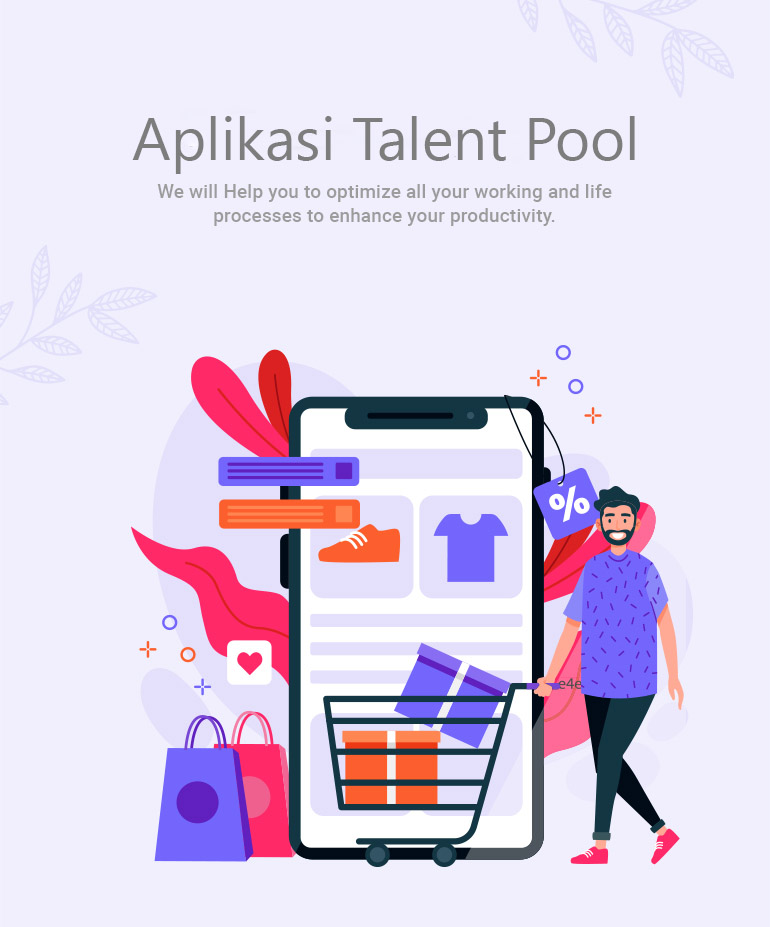 Aplikasi Talent Pool
We will Help you to optimize all your working and life
processes to enhance your productivity.
%
e4e